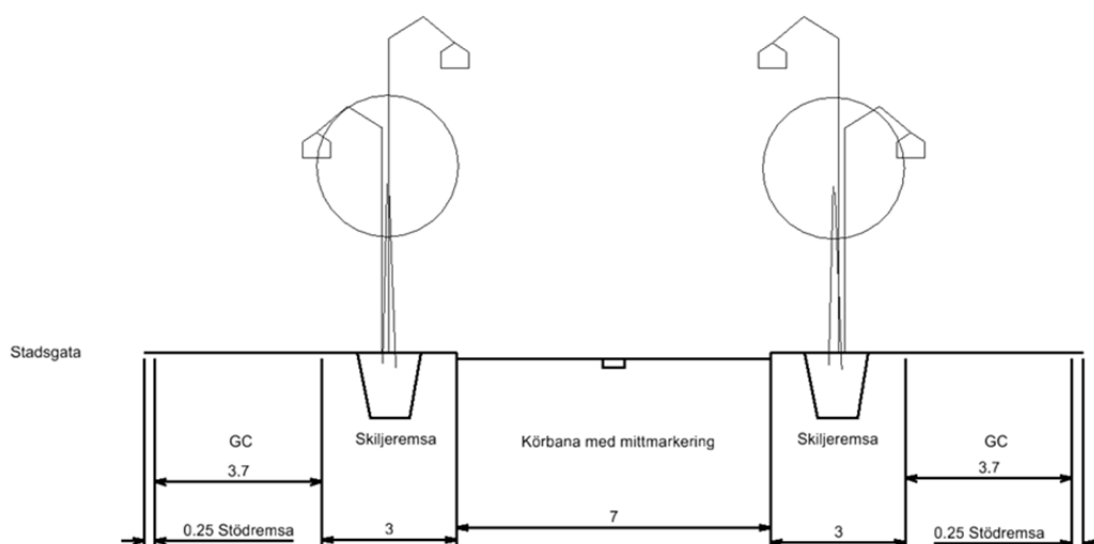 Stadsgata
GC Skiljeremsa Körbana med mittmarkering Skiljeremsa GC
3.7 3.7
7
0.25 Stödremsa 3 3 0.25 Stödremsa